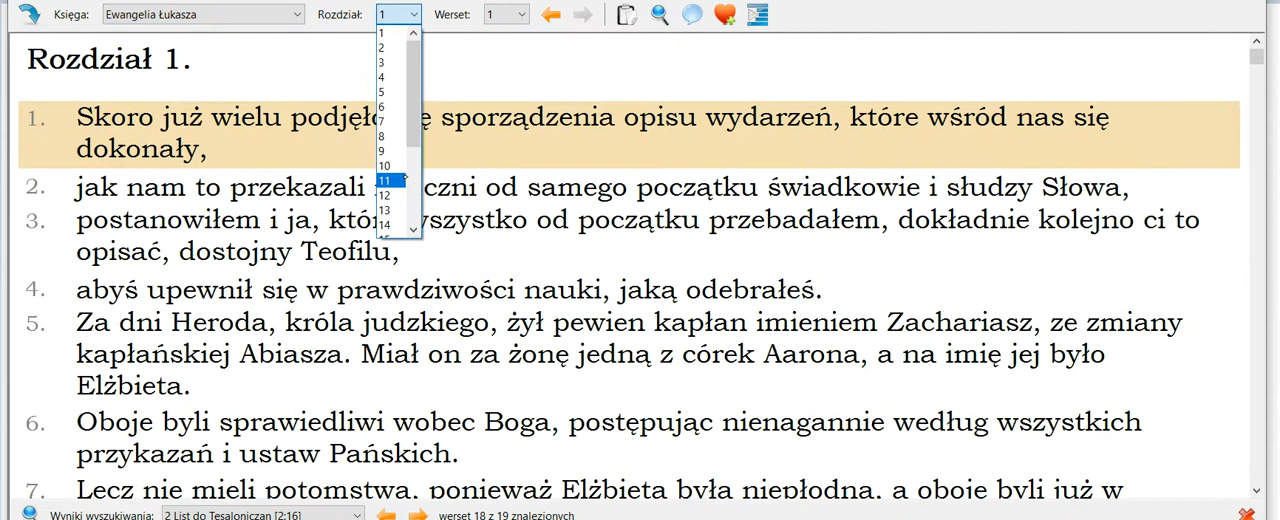 Księga: Ewangelia Łukasza Rozdział: 1 Werset: 1
1
2
3
4
5
6
7
8
9
10
11
12
13
14
Rozdział 1.
1. Skoro już wielu sporządzenia opisu wydarzeń, które wśród nas się
dokonały,
2. jak nam to przekazali od samego początku świadkowie i słudzy Słowa,
3. postanowiłem i ja, od początku przebadałem, dokładnie kolejno ci to
opisać, dostojny Teofilu,
4. abyś upewnił się w prawdziwości nauki, jaką odebrałeś.
5. Za dni Heroda, króla judzkiego, żył pewien kapłan imieniem Zachariasz, ze zmiany
kapłańskiej Abiasza. Miał on za żonę jedną z córek Aarona, a na imię jej było
Elżbieta.
6. Oboje byli sprawiedliwi wobec Boga, postępując nienagannie według wszystkich
przykazań i ustaw Pańskich.
7. Lecz nie mieli potomstwa, ponieważ Elżbieta była niepłodna, a oboje byli już w
Wyniki wyszukiwania: 2 List do Tesaloniczan [2:16] werset 18 z 19 znalezionych